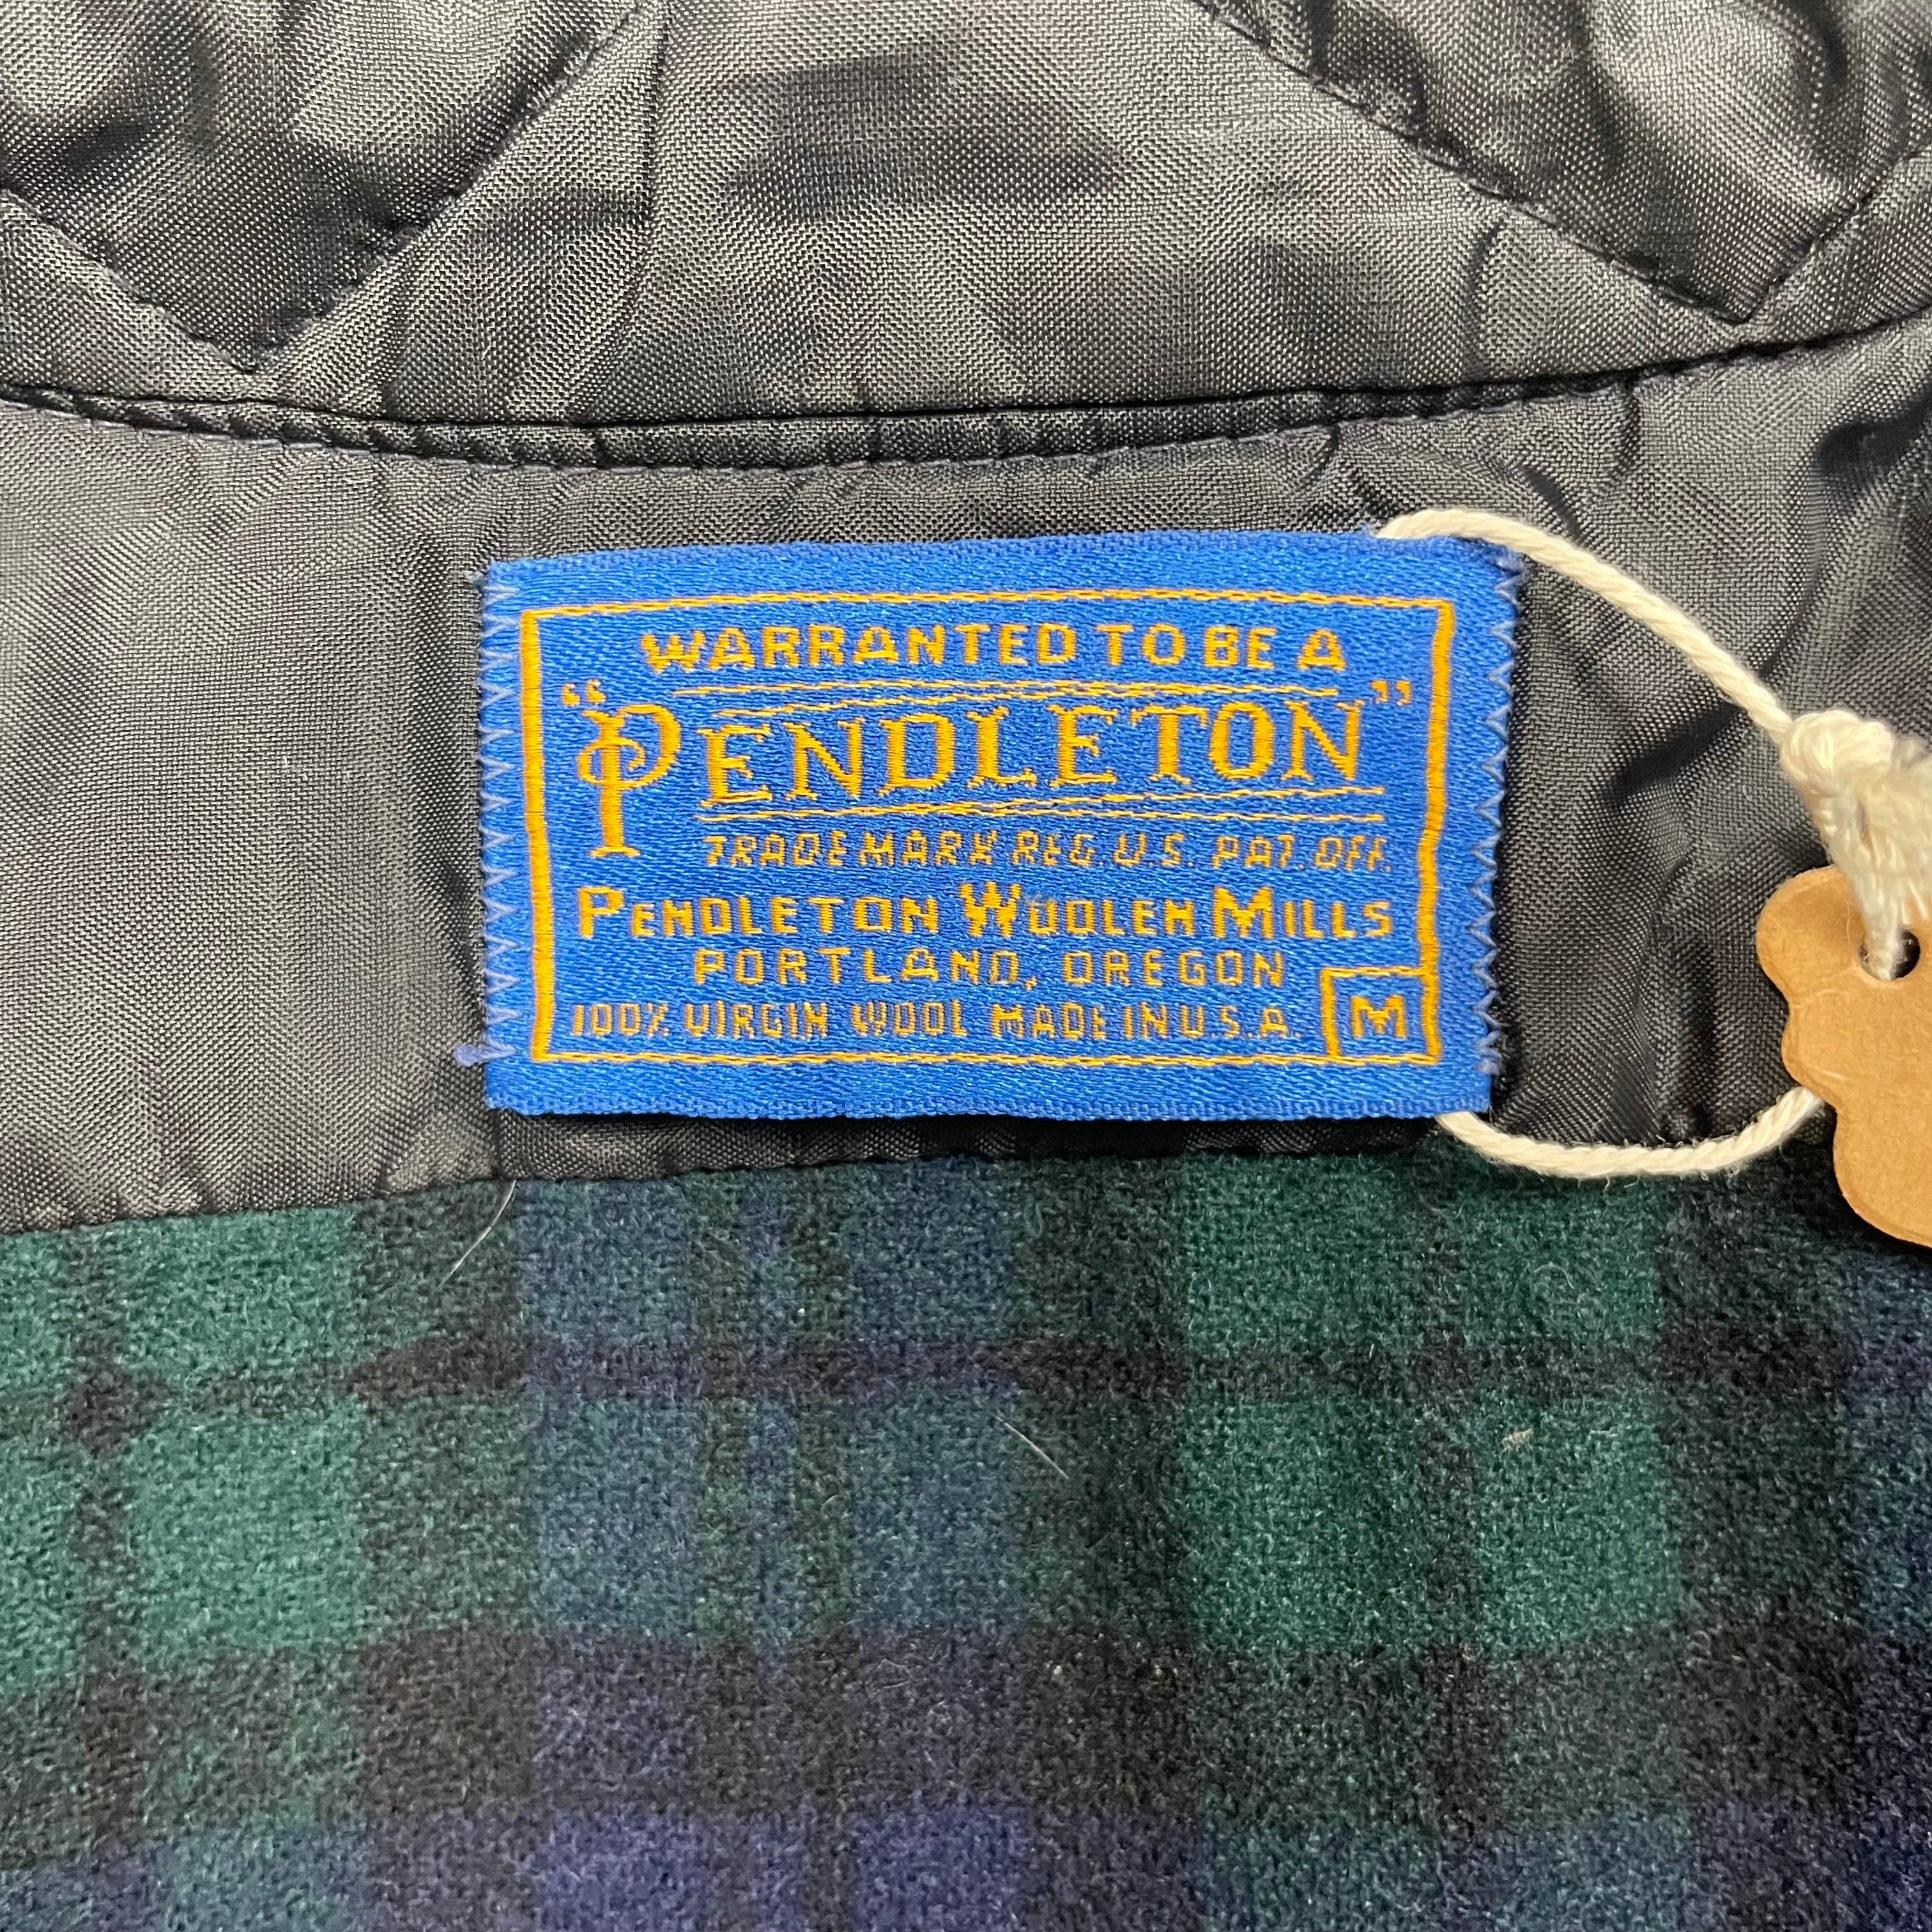 WARRANTED TO BE A
"PENDLETON"
TRADE MARK REG. U.S. PAT. OFF.
PENDLETON WOOLEN MILLS
PORTLAND, OREGON
100% VIRGIN WOOL MADE IN U.S.A. M